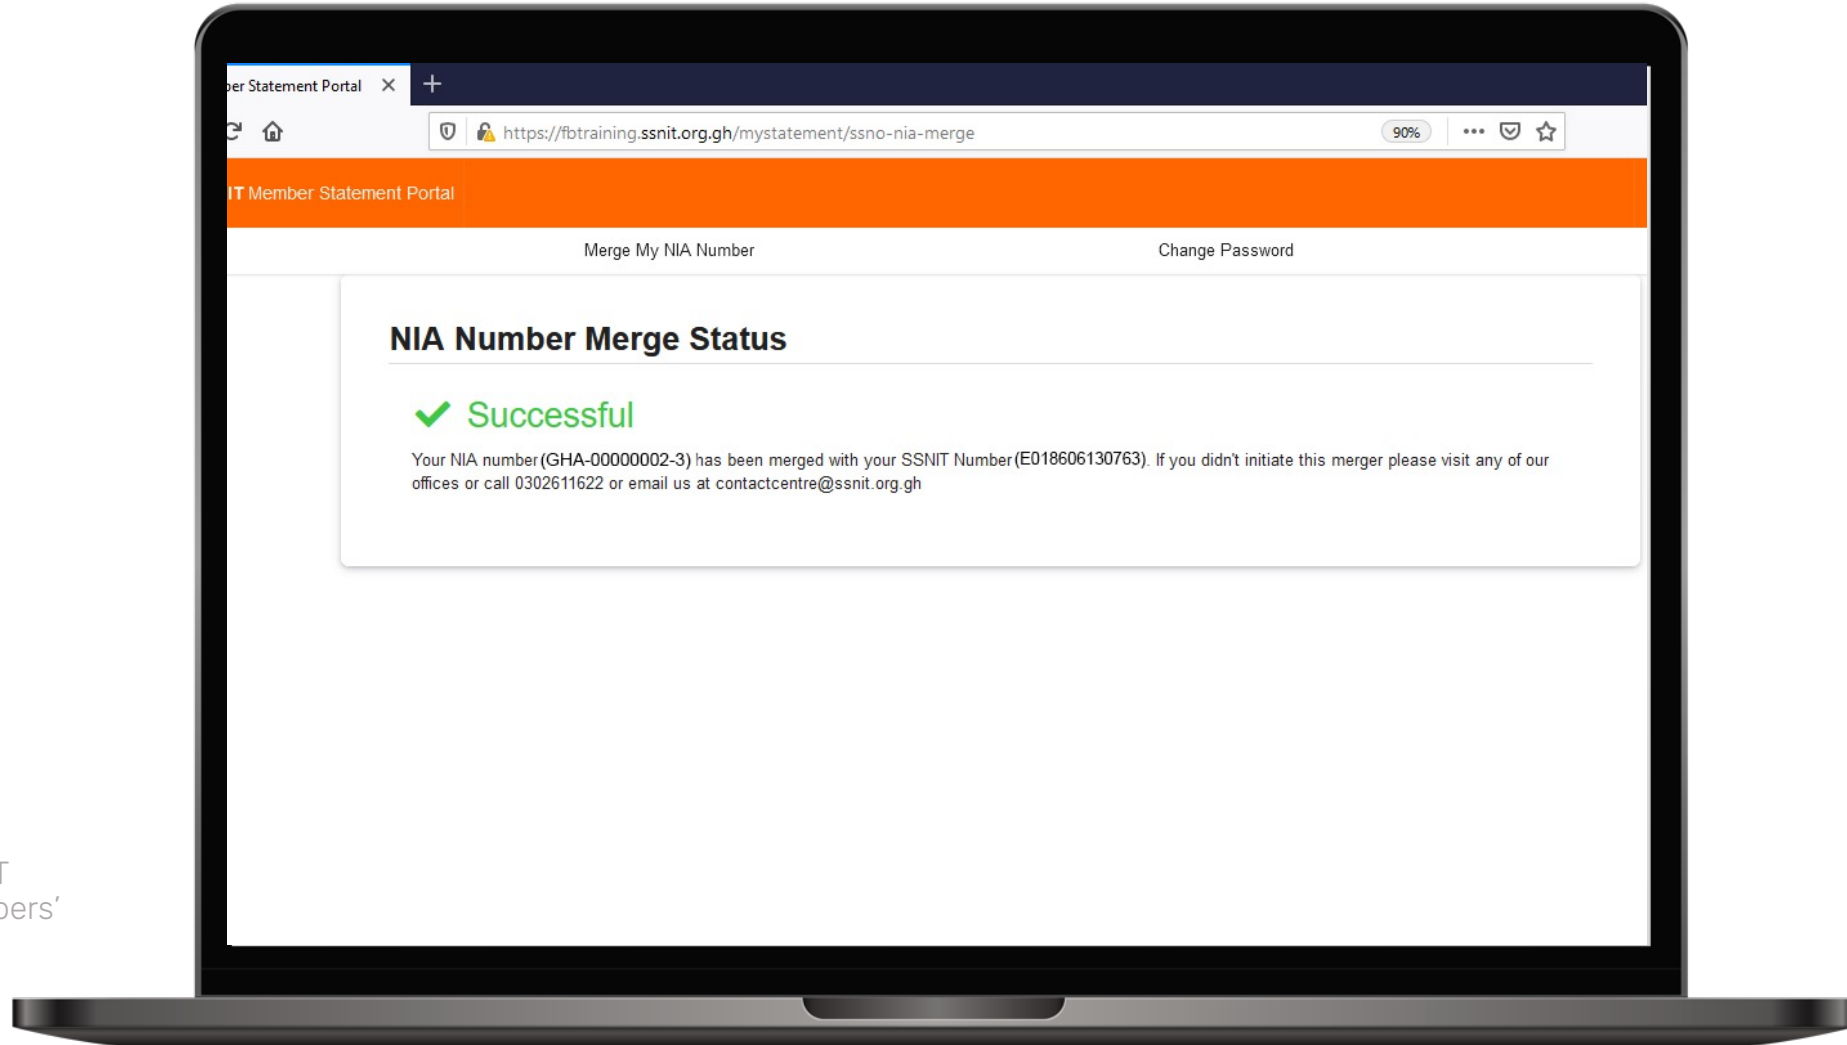 ber Statement Portal
https://fbtraining.ssnit.org.gh/mystatement/ssno-nia-merge
90%
IT Member Statement Portal
Merge My NIA Number
Change Password
NIA Number Merge Status
Successful
Your NIA number(GHA-00000002-3) has been merged with your SSNIT Number(E018606130763). If you didn't initiate this merger please visit any of our
offices or call 0302611622 or email us at contactcentre@ssnit.org.gh
T
bers’